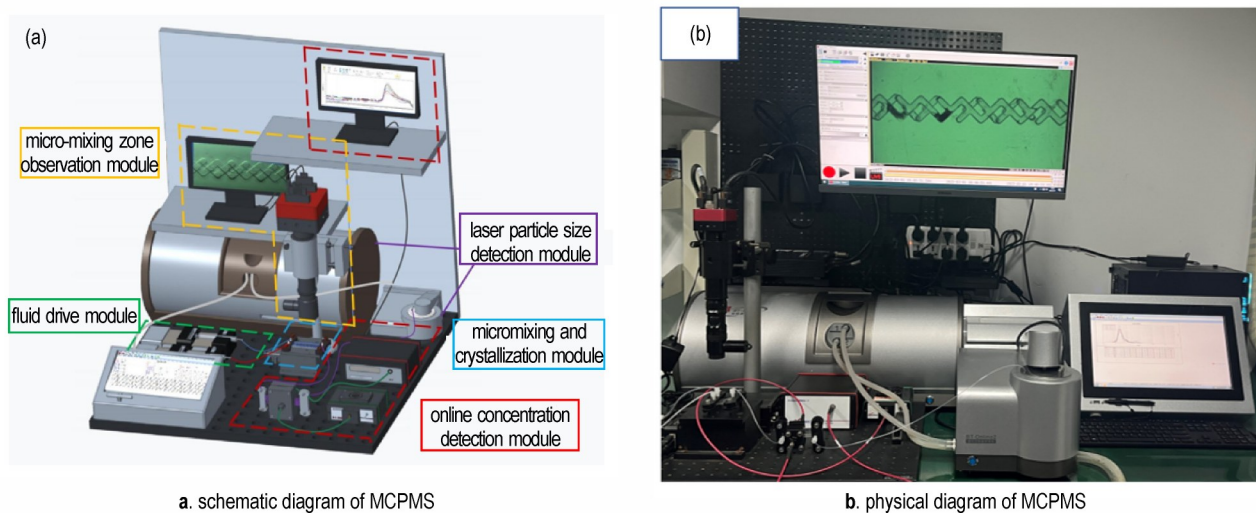 (a)
micro-mixing zone
observation module
laser particle size
detection module
fluid drive module
micromixing and
crystallization module
online concentration
detection module
a. schematic diagram of MCPMS
(b)
b. physical diagram of MCPMS